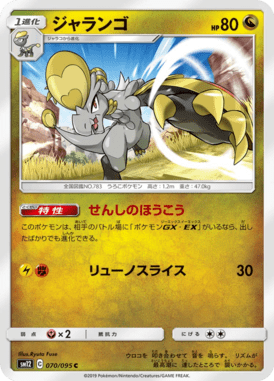 1進化
ジャランゴ
HP80
ジャラコから進化
全国図鑑NO.783 うろこポケモン 高さ:1.2m 重さ:47.0kg
特性 せんしのほうこう
このポケモンは、相手のバトル場に「ポケモンGX・EX」がいるなら、出したばかりでも進化できる。
リューノスライス 30
弱点 ×2 抵抗力 にげる
Illus.Ryuta Fuse
sm12 C 070/095 C
©2019 Pokémon/Nintendo/Creatures/GAME FREAK.